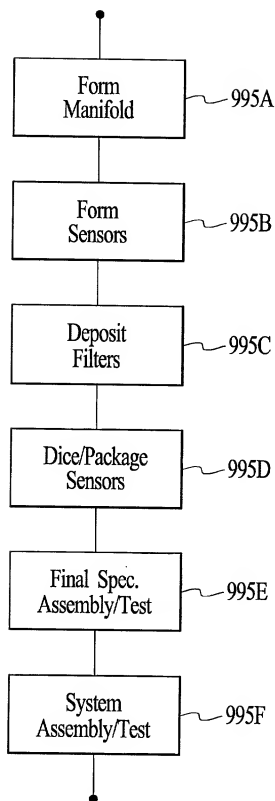 Form
Manifold
995A
Form
Sensors
995B
Deposit
Filters
995C
Dice/Package
Sensors
995D
Final Spec.
Assembly/Test
995E
System
Assembly/Test
995F